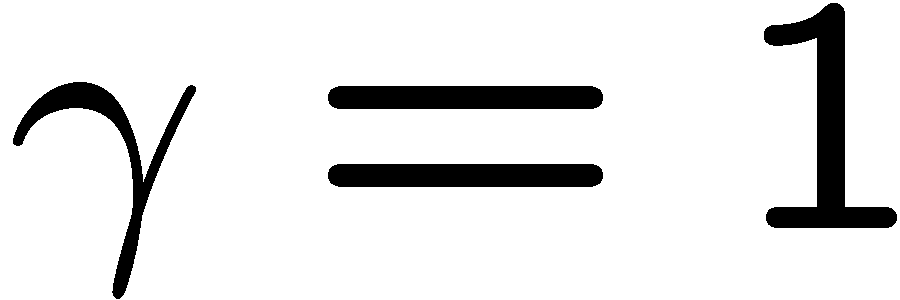 γ = 1